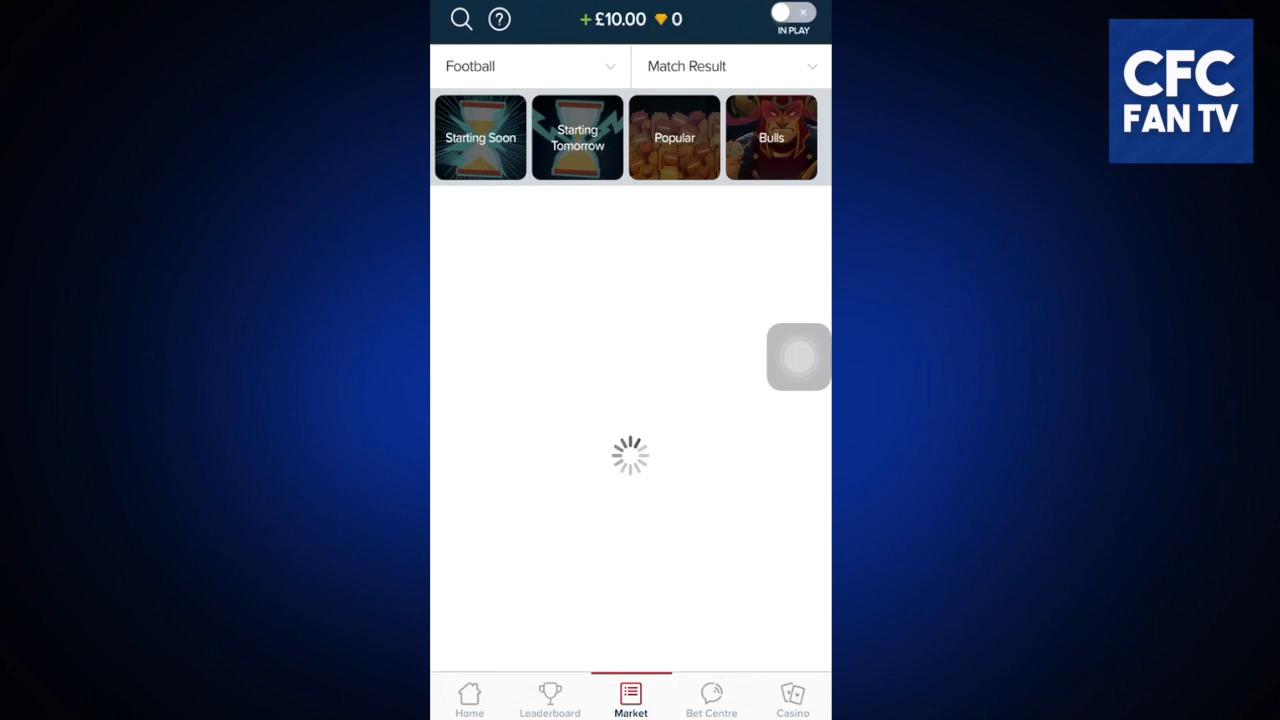 + £10.00 0
IN PLAY
Football
Match Result
Starting Soon
Starting
Tomorrow
Popular
Bulls
Home
Leaderboard
Market
Bet Centre
Casino
CFC
FAN TV